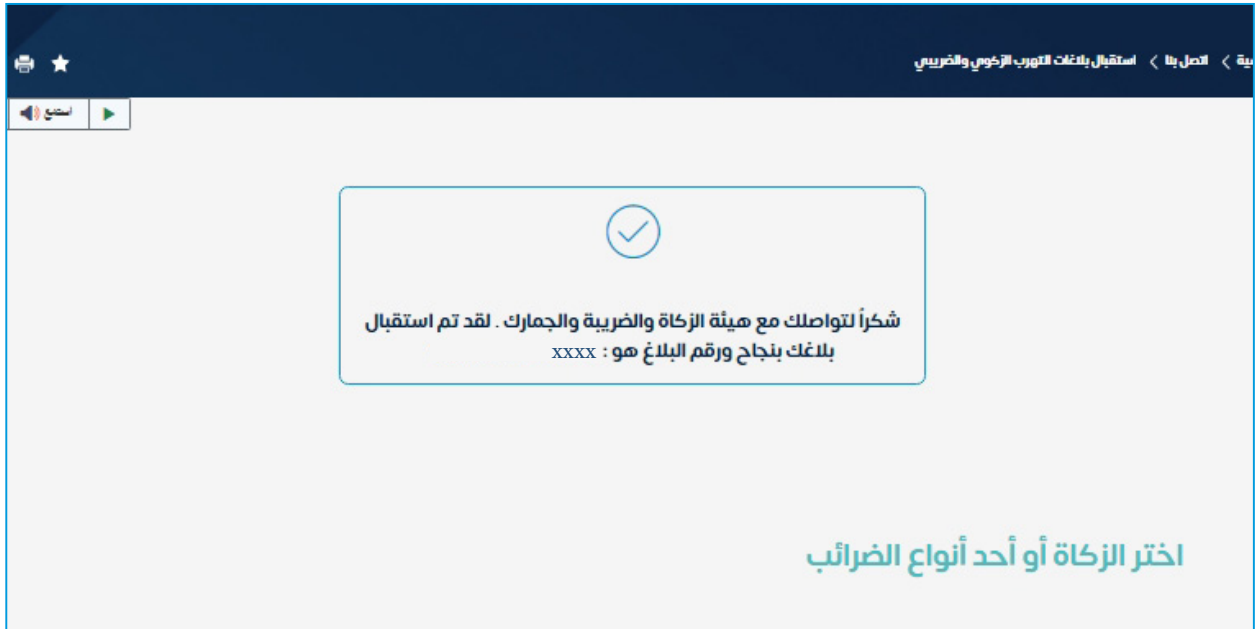 ية > اتصل بنا > استقبال بلاغات التهرب الزكوي والضريبي
استمع
شكراً لتواصلك مع هيئة الزكاة والضريبة والجمارك . لقد تم استقبال
بلاغك بنجاح ورقم البلاغ هو : xxxx
اختر الزكاة أو أحد أنواع الضرائب